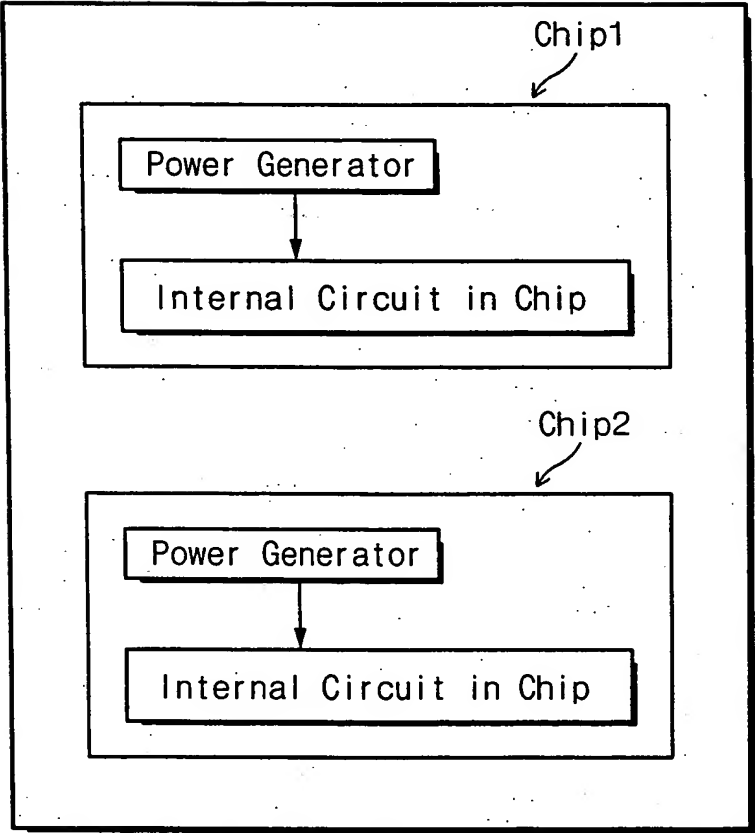 Chip1
Power Generator
Internal Circuit in Chip
Chip2
Power Generator
Internal Circuit in Chip